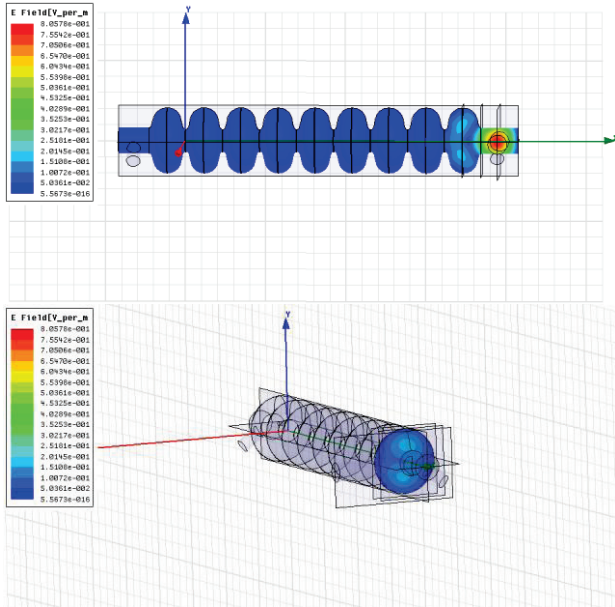 E Field[V_per_m
8.0578e-001
7.5542e-001
7.0506e-001
6.5470e-001
6.0434e-001
5.5398e-001
5.0361e-001
4.5325e-001
4.0289e-001
3.5253e-001
3.0217e-001
2.5181e-001
2.0145e-001
1.5108e-001
1.0072e-001
5.0361e-002
5.5673e-016
Y
E Field[V_per_m
8.0578e-001
7.5542e-001
7.0506e-001
6.5470e-001
6.0434e-001
5.5398e-001
5.0361e-001
4.5325e-001
4.0289e-001
3.5253e-001
3.0217e-001
2.5181e-001
2.0145e-001
1.5108e-001
1.0072e-001
5.0361e-002
5.5673e-016
Y